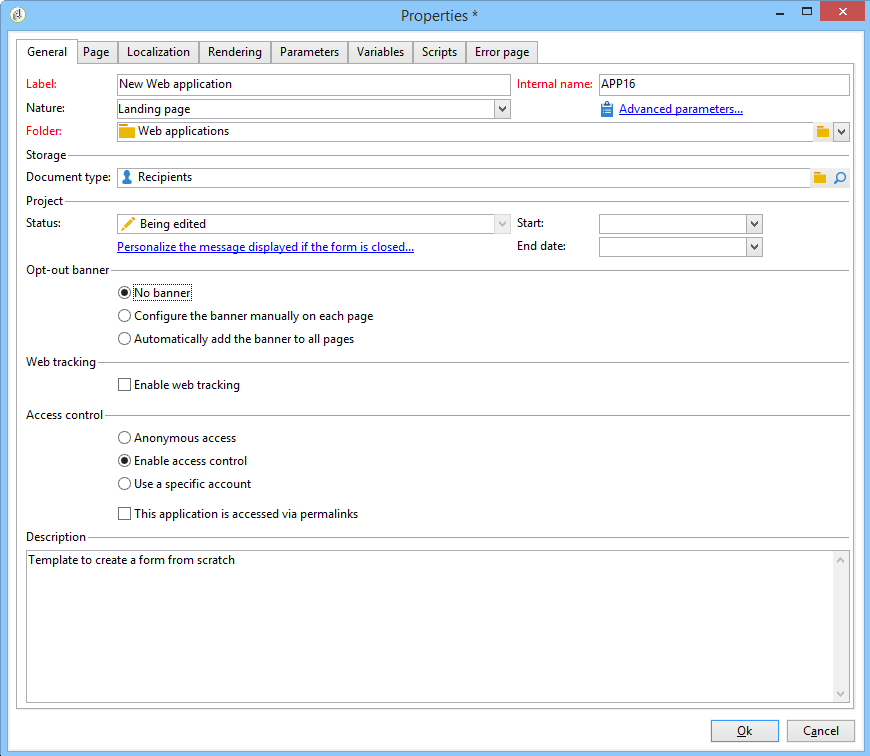 Properties *
General Page Localization Rendering Parameters Variables Scripts Error page
Label: New Web application Internal name: APP16
Nature: Landing page Advanced parameters...
Folder: Web applications
Storage
Document type: Recipients
Project
Status: Being edited Start:
Personalize the message displayed if the form is closed... End date:
Opt-out banner
No banner
Configure the banner manually on each page
Automatically add the banner to all pages
Web tracking
Enable web tracking
Access control
Anonymous access
Enable access control
Use a specific account
This application is accessed via permalinks
Description
Template to create a form from scratch
Ok Cancel